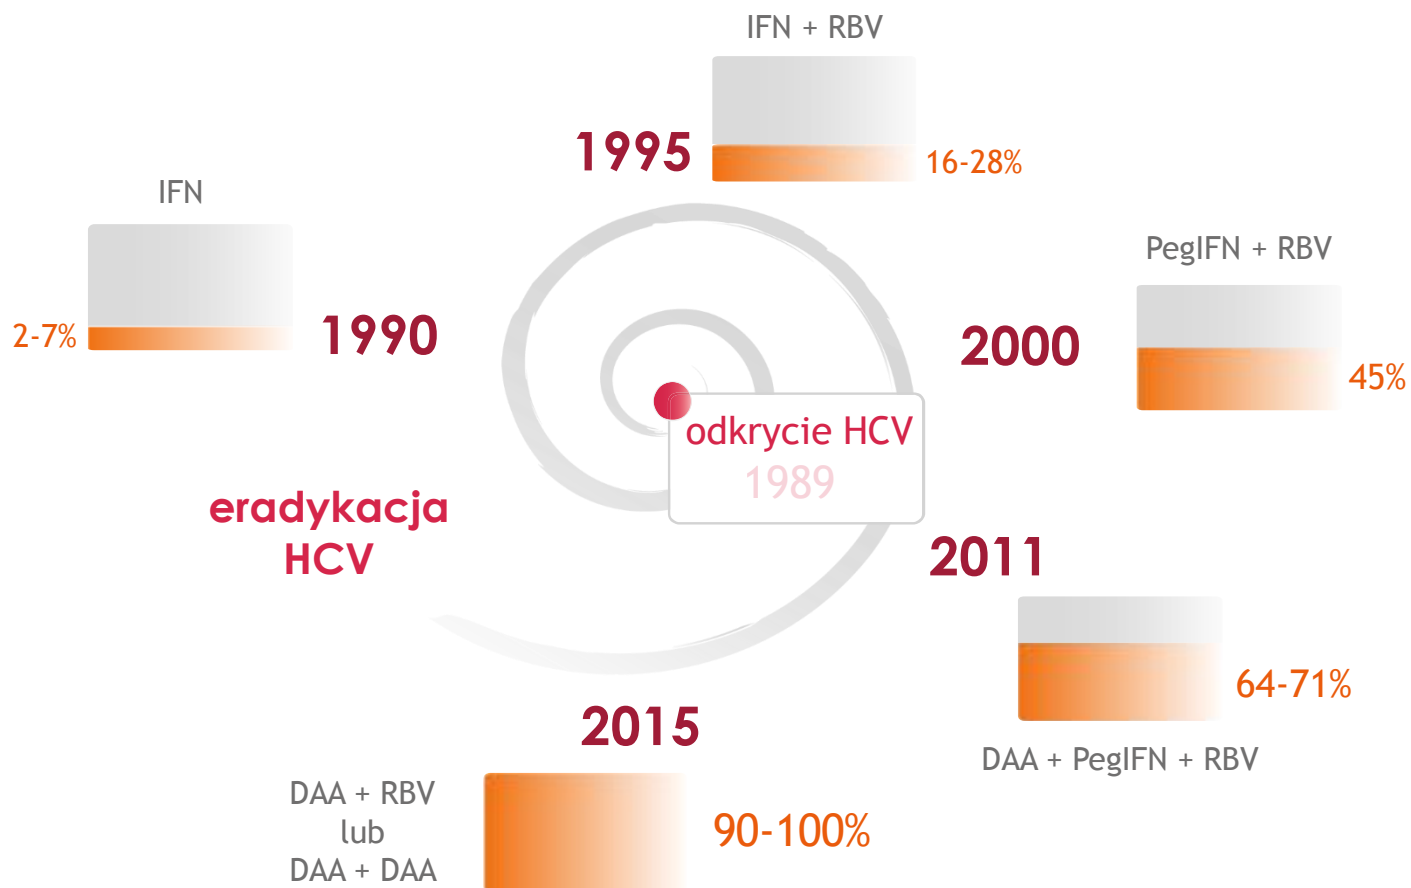 IFN + RBV
1995
16-28%
IFN
2-7%
1990
PegIFN + RBV
2000
45%
odkrycie HCV
1989
eradykacja
HCV
2011
64-71%
DAA + PegIFN + RBV
2015
DAA + RBV
lub
DAA + DAA
90-100%